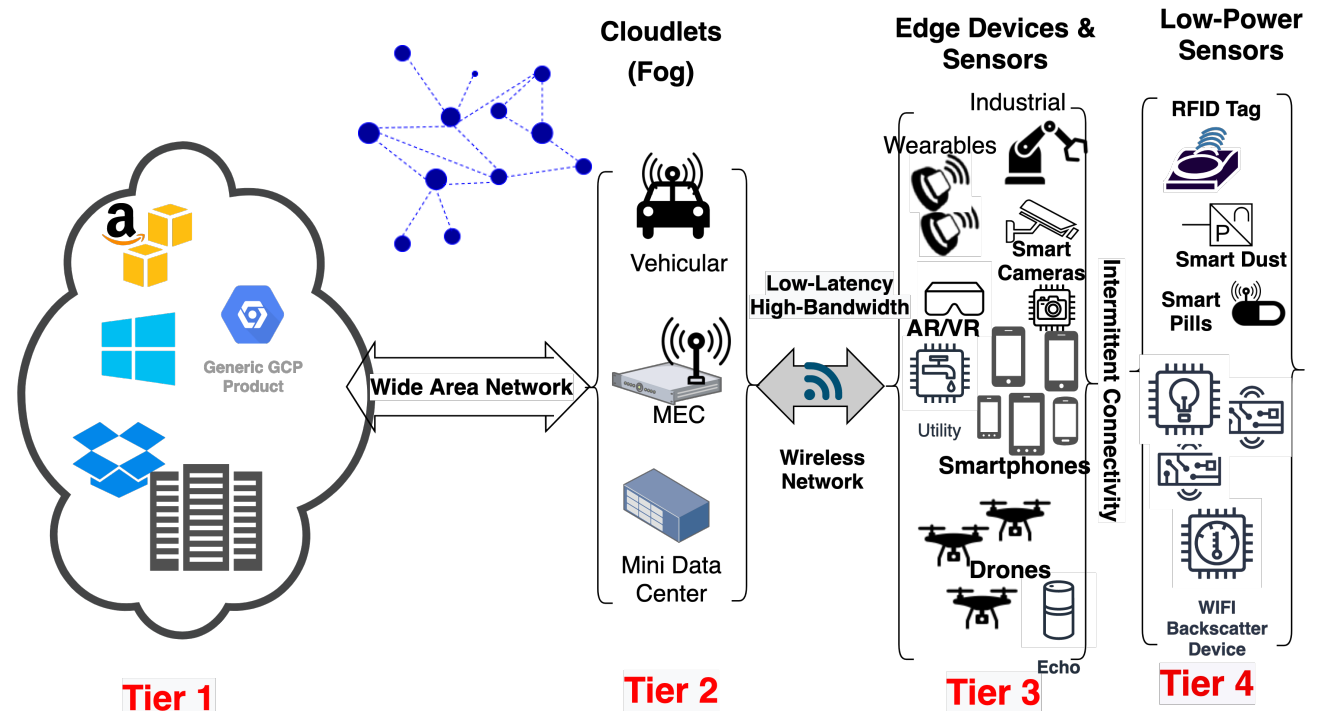 Cloudlets
(Fog)
Edge Devices &
Sensors
Low-Power
Sensors
a
Generic GCP
Product
Wide Area Network
Vehicular
MEC
Mini Data
Center
Low-Latency
High-Bandwidth
Wireless
Network
Industrial
Wearables
Smart
Cameras
AR/VR
Utility
Smartphones
Drones
Echo
Intermittent Connectivity
RFID Tag
P
Smart Dust
Smart
Pills
WIFI
Backscatter
Device
Tier 1
Tier 2
Tier 3
Tier 4